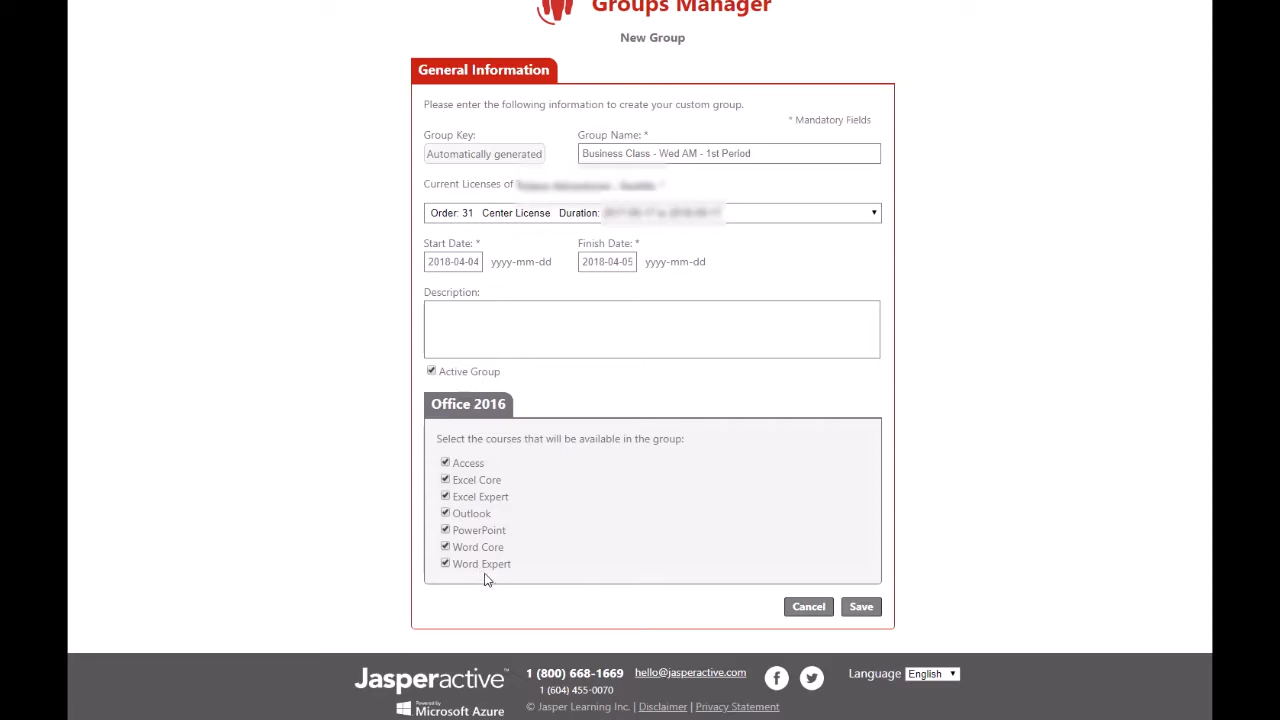 Groups Manager
New Group
General Information
Please enter the following information to create your custom group.
* Mandatory Fields
Group Key: Group Name: *
Automatically generated Business Class - Wed AM - 1st Period
Current Licenses of
Order: 31 Center License Duration:
Start Date: * Finish Date: *
2018-04-04 yyyy-mm-dd 2018-04-05 yyyy-mm-dd
Description:
Active Group
Office 2016
Select the courses that will be available in the group:
Access
Excel Core
Excel Expert
Outlook
PowerPoint
Word Core
Word Expert
Cancel Save
Jasperactive™ 1 (800) 668-1669 hello@jasperactive.com Language English
1 (604) 455-0070
Powered by
Microsoft Azure © Jasper Learning Inc. | Disclaimer | Privacy Statement